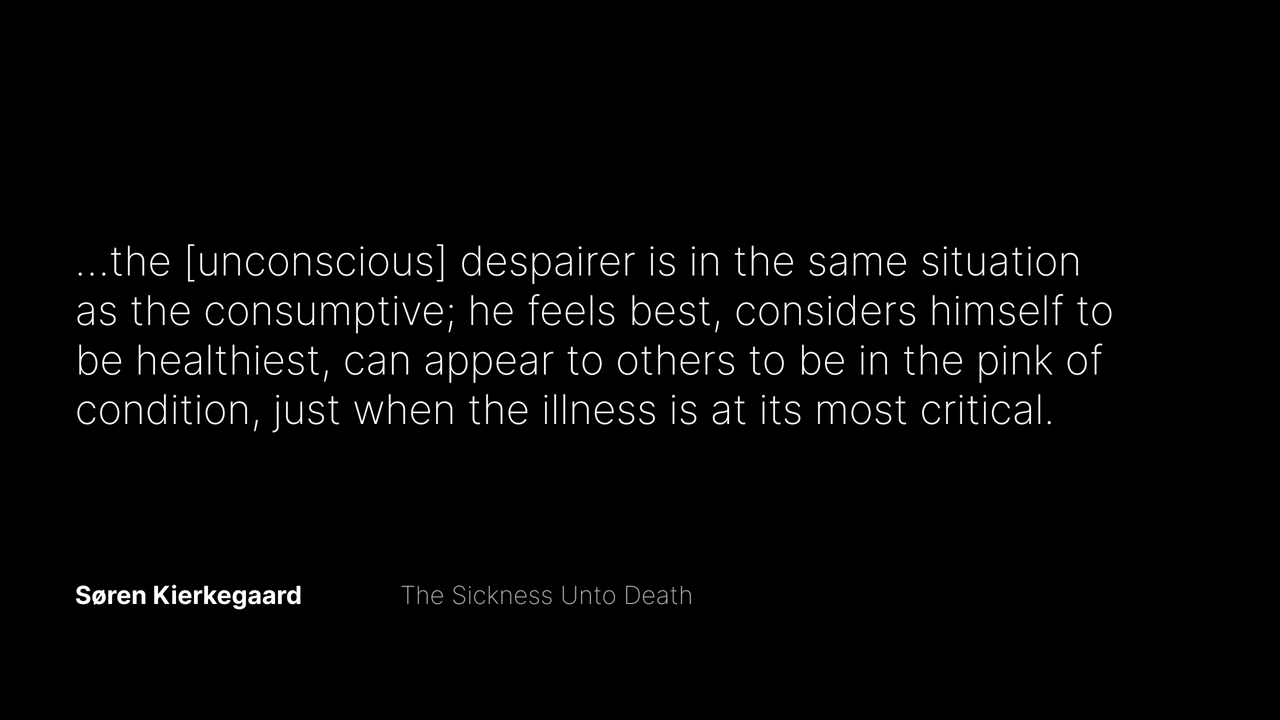 …the [unconscious] despairer is in the same situation
as the consumptive; he feels best, considers himself to
be healthiest, can appear to others to be in the pink of
condition, just when the illness is at its most critical.
Søren Kierkegaard The Sickness Unto Death